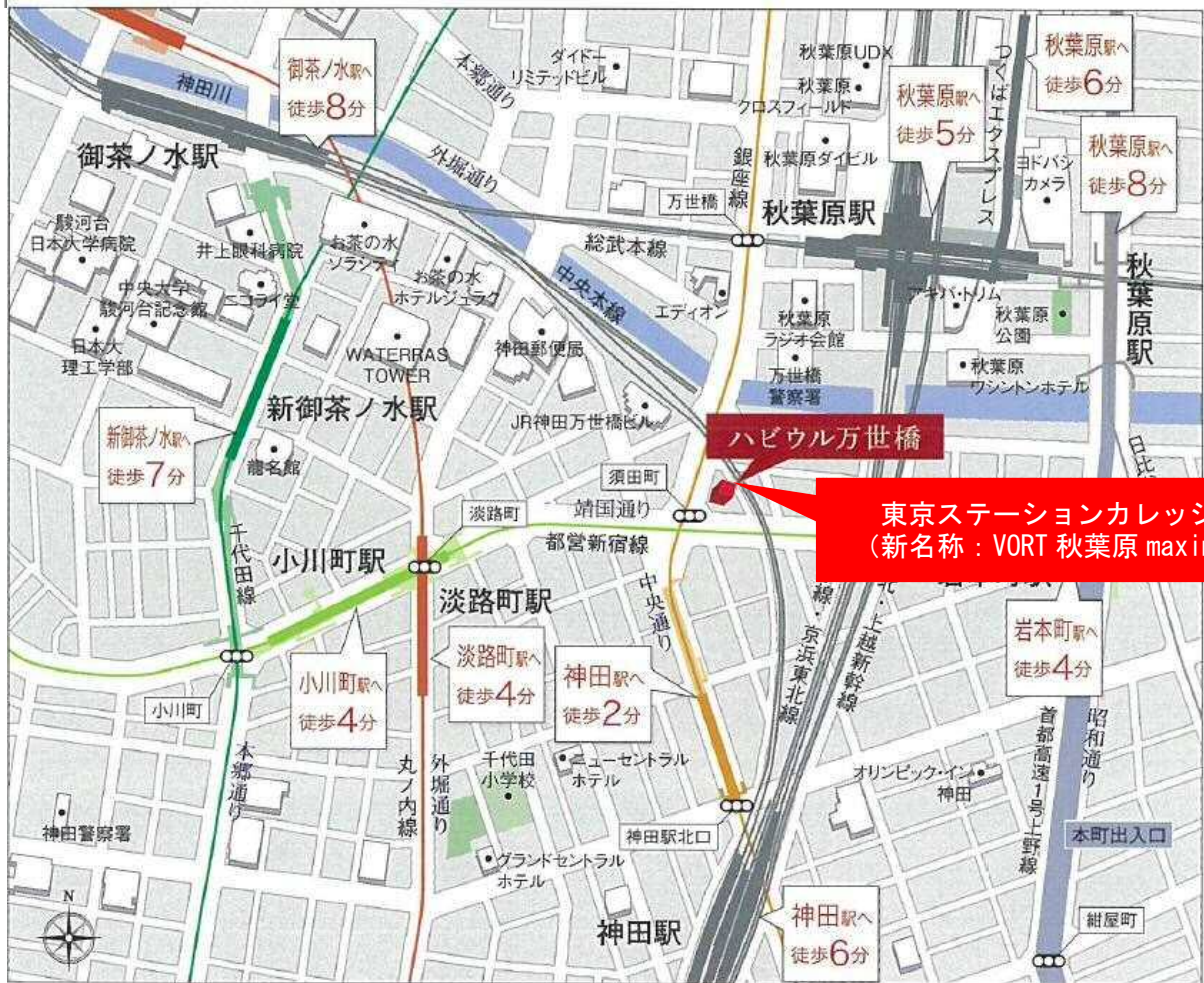 御茶ノ水駅へ
徒歩8分
神田川
本郷通り
ダイドー
リミテッドビル
秋葉原UDX
秋葉原
クロスフィールド
秋葉原ダイビル
秋葉原駅へ
徒歩5分
つくばエクスプレス
秋葉原駅へ
徒歩6分
秋葉原駅へ
徒歩8分
ヨドバシ
カメラ
御茶ノ水駅
外堀通り
銀座線
万世橋
秋葉原駅
秋葉原駅
駿河台
日本大学病院
井上眼科病院
お茶の水
ソラシティ
お茶の水
ホテルジュラク
総武本線
中央本線
エディオン
秋葉原
ラジオ会館
アキバ・トリム
秋葉原
公園
中央大学
駿河台記念館
ニコライ堂
日本大
理工学部
WATERRAS
TOWER
神田郵便局
万世橋
警察署
秋葉原
ワシントンホテル
新御茶ノ水駅
JR神田万世橋ビル
ハビウル万世橋
新御茶ノ水駅へ
徒歩7分
龍名館
須田町
靖国通り
都営新宿線
淡路町
東京ステーションカレッジ
(新名称:VORT 秋葉原
千代田線
小川町駅
淡路町駅
中央通り
京浜東北線
上越新幹線
岩本町駅へ
徒歩4分
小川町駅へ
徒歩4分
淡路町駅へ
徒歩4分
神田駅へ
徒歩2分
小川町
本郷通り
丸ノ内線
外堀通り
千代田
小学校
ニューセントラル
ホテル
オリンピック・イン
神田
首都高速1号上野線
昭和通り
神田警察署
神田駅北口
本町出入口
グランドセントラル
ホテル
神田駅
神田駅へ
徒歩6分
紺屋町
N